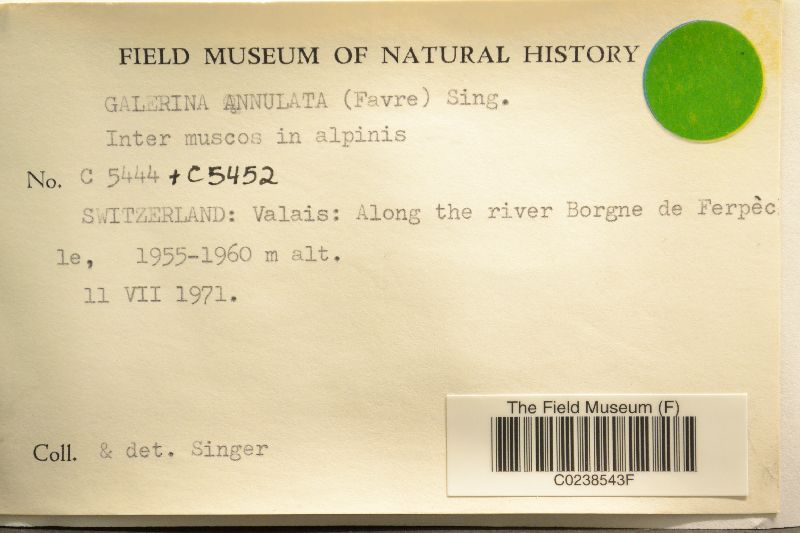 FIELD MUSEUM OF NATURAL HISTORY
GALERINA ANNULATA (Favre) Sing.
Inter muscos in alpinis
No. C 5444 + C5452
SWITZERLAND: Valais: Along the river Borgne de Ferpèc
le, 1955-1960 m alt.
11 VII 1971.
Coll. & det. Singer
The Field Museum (F)
C0238543F